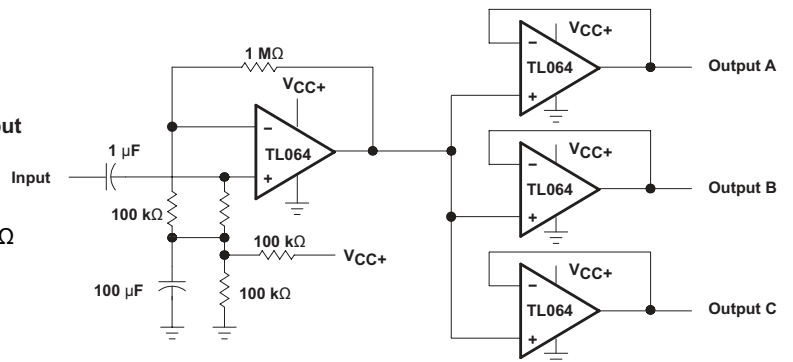 1 MΩ
VCC+
–
TL064
+
1 µF
Input
100 kΩ
100 kΩ
VCC+
100 µF
100 kΩ
Ω
VCC+
–
TL064
+
Output A
VCC+
–
TL064
+
Output B
VCC+
–
TL064
+
Output C